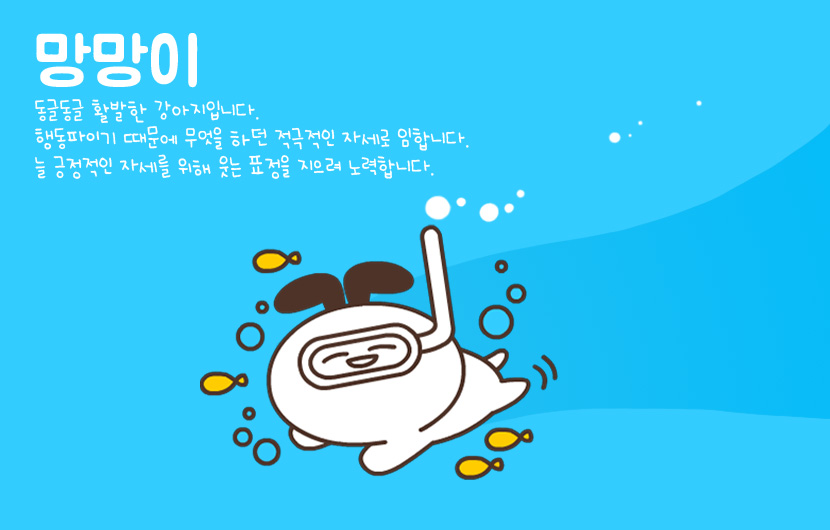 망망이
동글동글 활발한 강아지입니다.
행동파이기 때문에 무엇을 하던 적극적인 자세로 임합니다.
늘 긍정적인 자세를 위해 웃는 표정을 지으려 노력합니다.